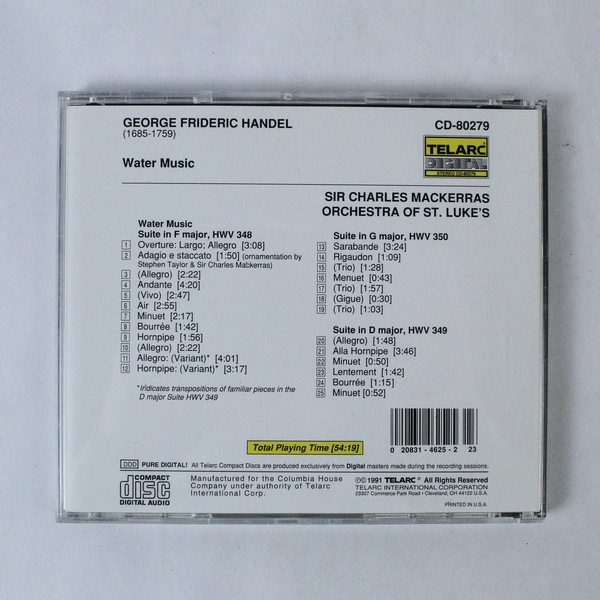 GEORGE FRIDERIC HANDEL
(1685-1759)
Water Music
CD-80279
TELARC
DIGITAL
STEREO CD-80279
SIR CHARLES MACKERRAS
ORCHESTRA OF ST. LUKE'S
Water Music
Suite in F major, HWV 348
1 Overture: Largo; Allegro [3:08]
2 Adagio e staccato [1:50] (ornamentation by
Stephen Taylor & Sir Charles Mackerras)
3 (Allegro) [2:22]
4 Andante [4:20]
5 (Vivo) [2:47]
6 Air [2:55]
7 Minuet [2:17]
8 Bourrée [1:42]
9 Hornpipe [1:56]
10 (Allegro) [2:22]
11 Allegro: (Variant)* [4:01]
12 Hornpipe: (Variant)* [3:17]
*Indicates transpositions of familiar pieces in the
D major Suite HWV 349
Suite in G major, HWV 350
13 Sarabande [3:24]
14 Rigaudon [1:09]
15 (Trio) [1:28]
16 Menuet [0:43]
17 (Trio) [1:57]
18 (Gigue) [0:30]
19 (Trio) [1:03]
Suite in D major, HWV 349
20 (Allegro) [1:48]
21 Alla Hornpipe [3:46]
22 Minuet [0:50]
23 Lentement [1:42]
24 Bourrée [1:15]
25 Minuet [0:52]
0 20831 - 4625 - 2 23
Total Playing Time [54:19]
DDD PURE DIGITAL! All Telarc Compact Discs are produced exclusively from Digital masters made during the recording sessions.
COMPACT
disc
DIGITAL AUDIO
Manufactured for the Columbia House
Company under authority of Telarc
International Corp.
℗© 1991 TELARC® All Rights Reserved
TELARC INTERNATIONAL CORPORATION
23307 Commerce Park Road • Cleveland, OH 44122 U.S.A.
PRINTED IN U.S.A.